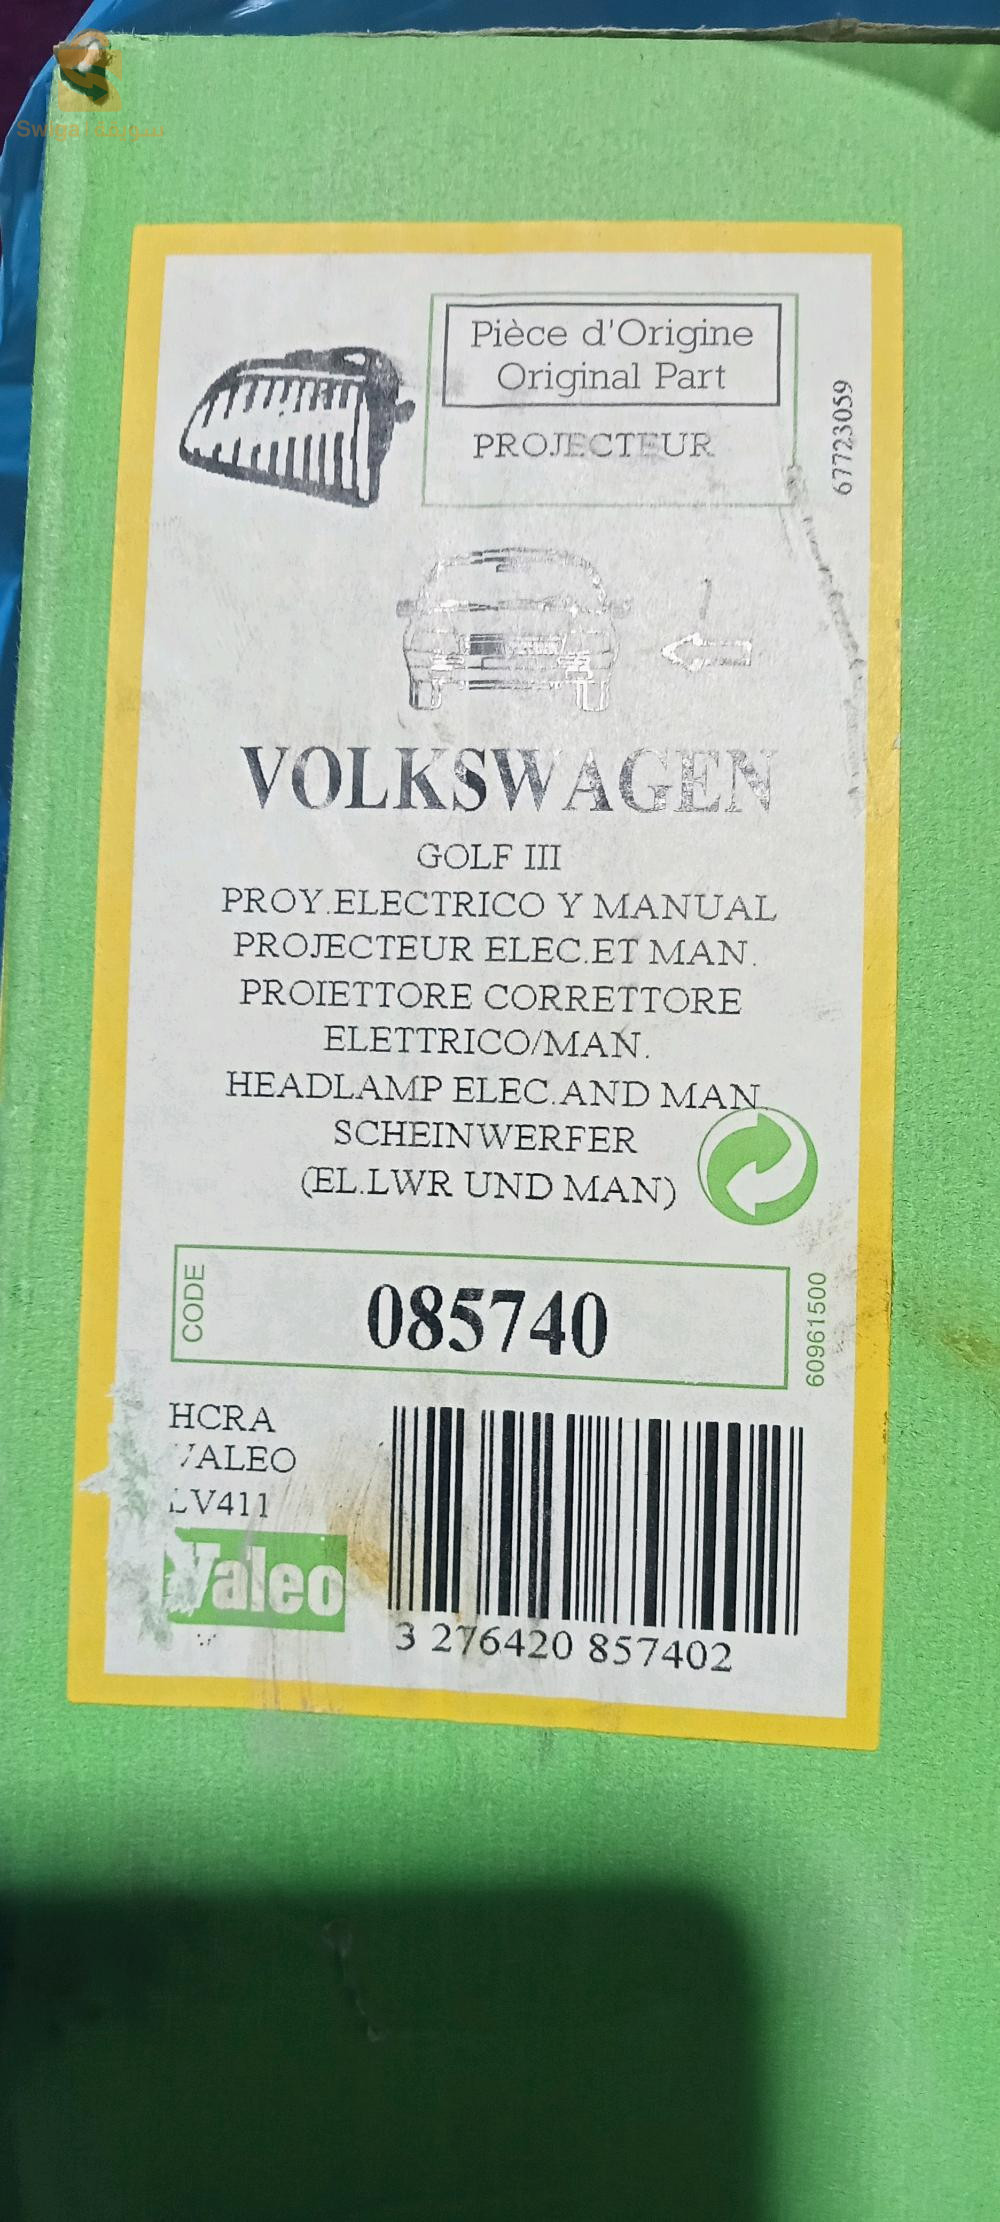 Swiga سويقة
Pièce d'Origine
Original Part
PROJECTEUR
67723059
VOLKSWAGEN
GOLF III
PROY.ELECTRICO Y MANUAL
PROJECTEUR ELEC.ET MAN.
PROIETTORE CORRETTORE
ELETTRICO/MAN.
HEADLAMP ELEC.AND MAN.
SCHEINWERFER
(EL.LWR UND MAN)
CODE
085740
60961500
HCRA
VALEO
LV411
Valeo
3 276420 857402